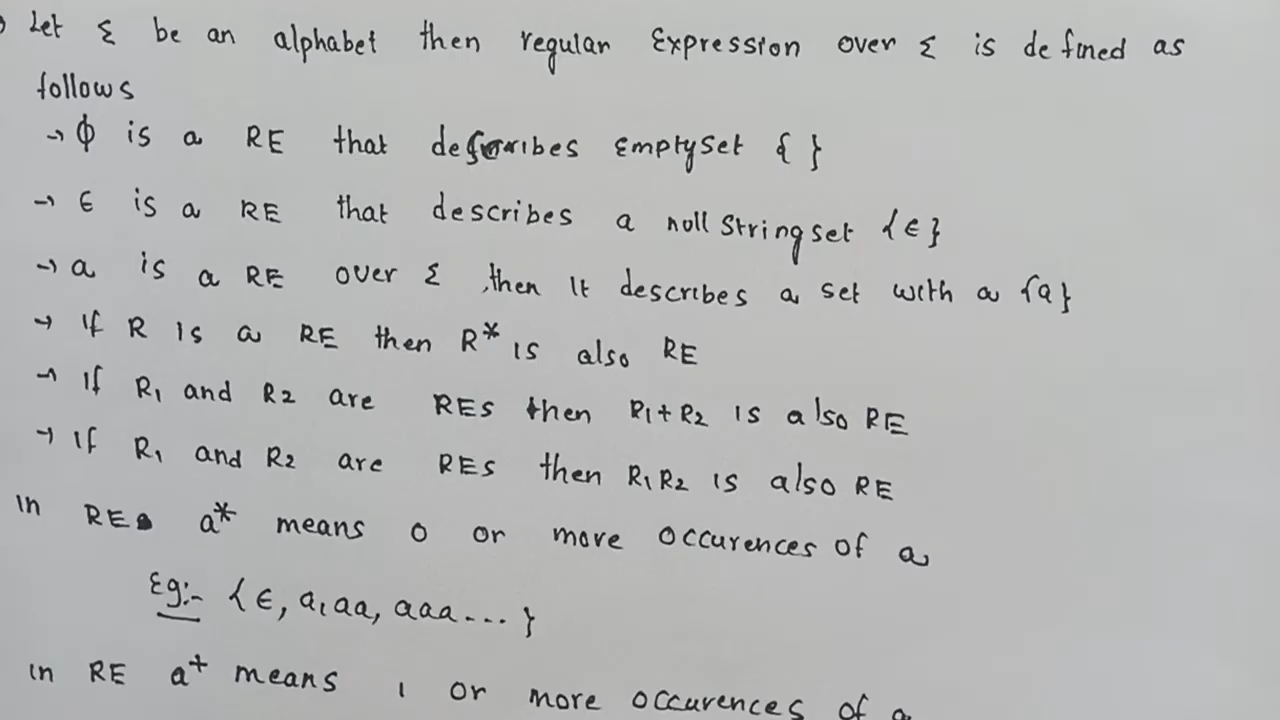 Let Σ be an alphabet then regular Expression over Σ is defined as
follows
→ ϕ is a RE that describes Emptyset { }
→ ϵ is a RE that describes a null String set {ϵ}
→ a is a RE over Σ, then It describes a set with a {a}
→ If R Is a RE then R* is also RE
→ If R1 and R2 are REs then R1+R2 is also RE
→ If R1 and R2 are REs then R1R2 is also RE
In RE a* means 0 or more occurences of a
Eg:- {ϵ, a, aa, aaa... }
In RE a+ means 1 or more occurences of a